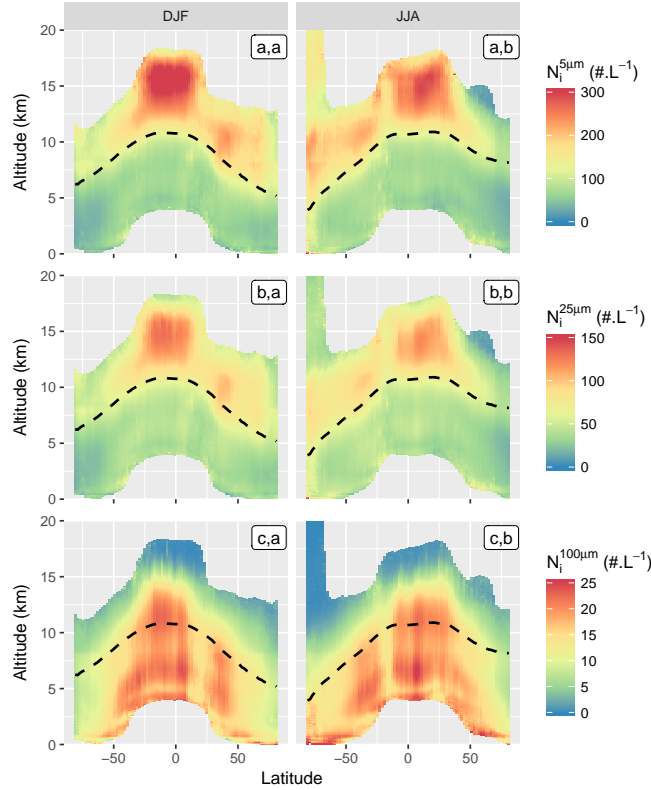 DJF
JJA
20
15
10
5
0
Altitude (km)
a,a
a,b
N_i^{5μm} (#.L⁻¹)
300
200
100
0
20
15
10
5
0
Altitude (km)
b,a
b,b
N_i^{25μm} (#.L⁻¹)
150
100
50
0
20
15
10
5
0
Altitude (km)
c,a
c,b
N_i^{100μm} (#.L⁻¹)
25
20
15
10
5
0
−50
0
50
−50
0
50
Latitude